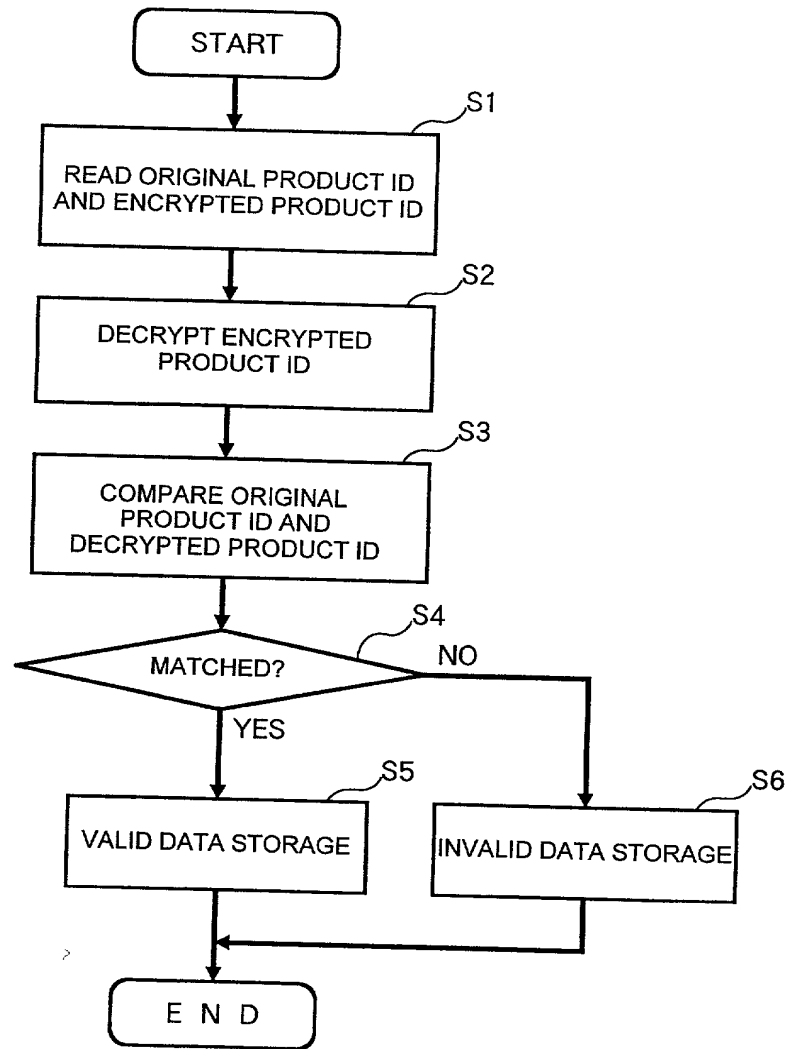 START
S1
READ ORIGINAL PRODUCT ID
AND ENCRYPTED PRODUCT ID
S2
DECRYPT ENCRYPTED
PRODUCT ID
S3
COMPARE ORIGINAL
PRODUCT ID AND
DECRYPTED PRODUCT ID
S4
MATCHED?
NO
YES
S5
VALID DATA STORAGE
S6
INVALID DATA STORAGE
E N D